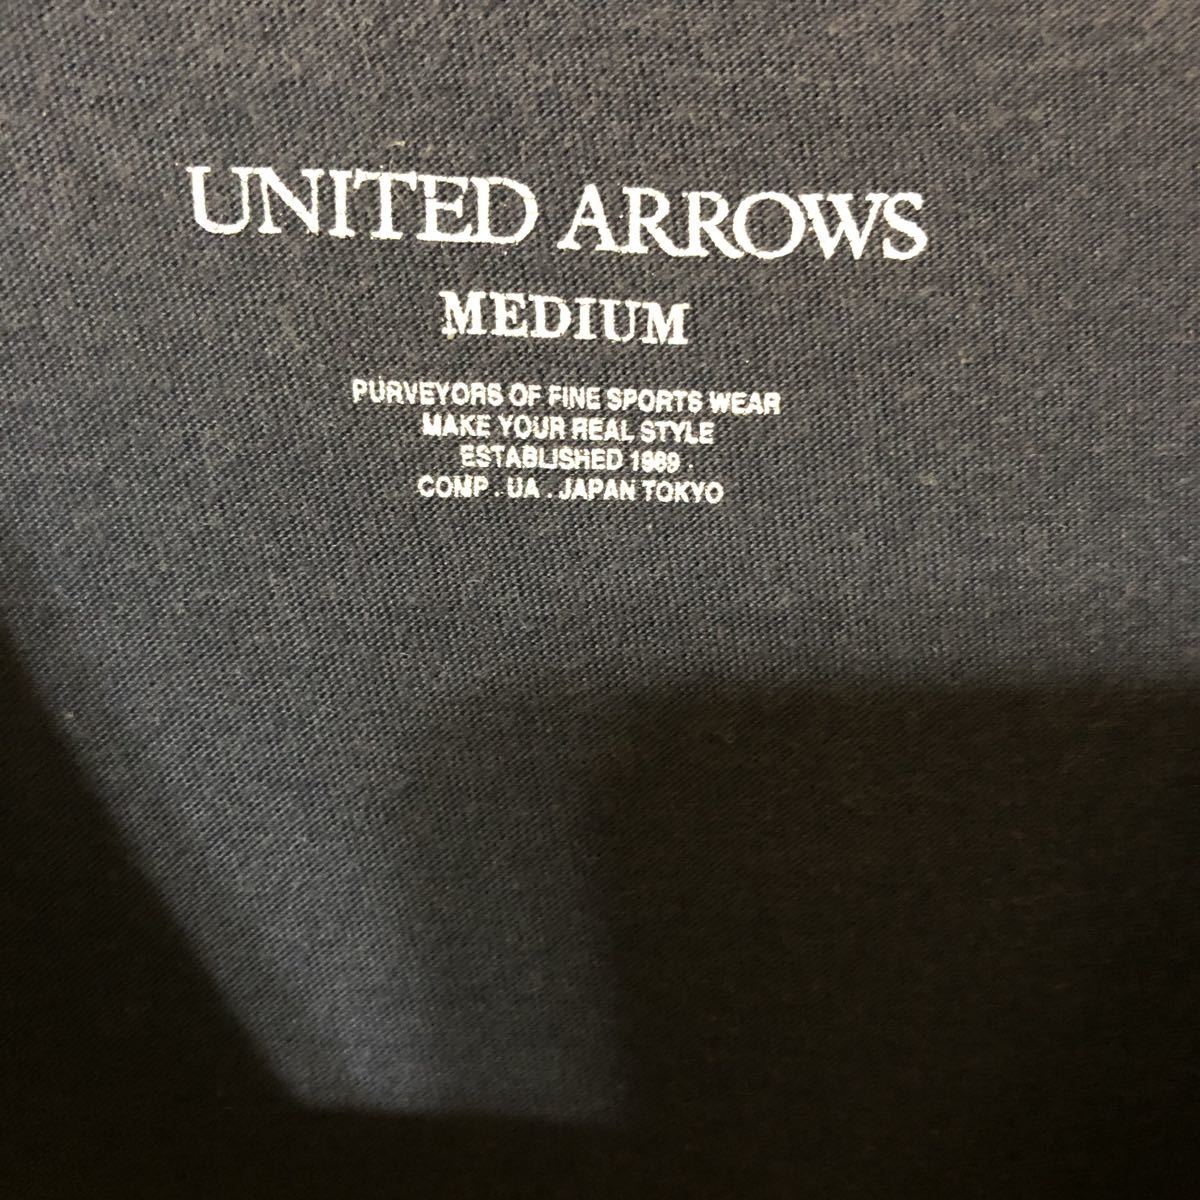 UNITED ARROWS
MEDIUM
PURVEYORS OF FINE SPORTS WEAR
MAKE YOUR REAL STYLE
ESTABLISHED 1989 .
COMP . UA . JAPAN TOKYO